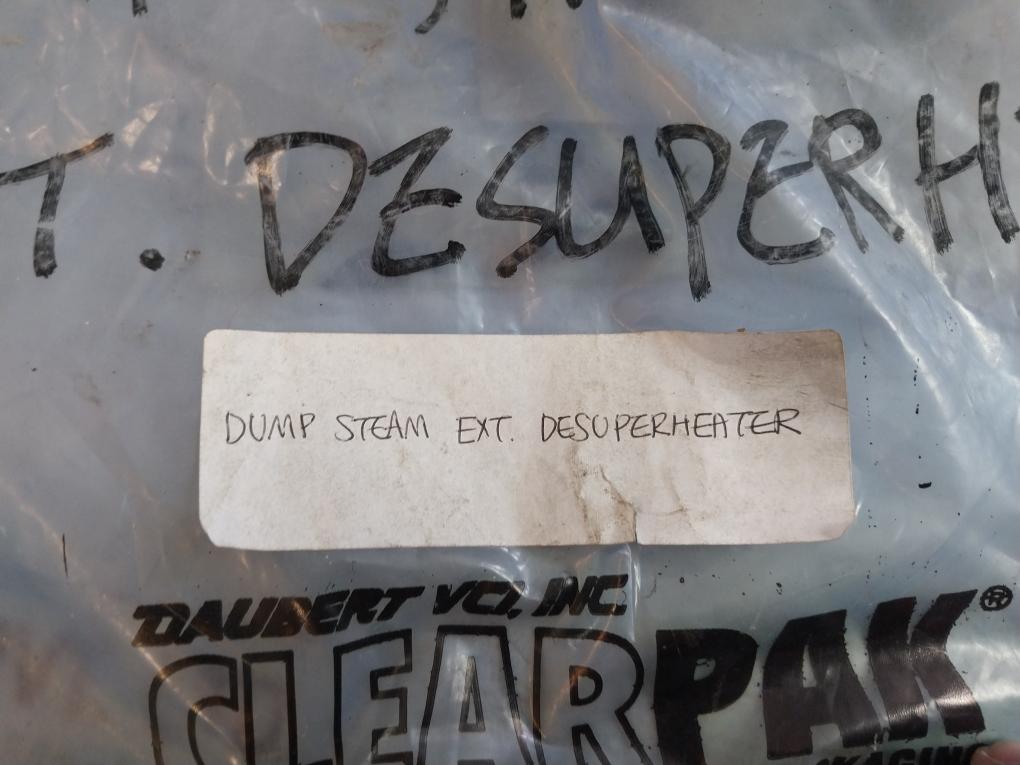 T. DESUPERH
DUMP STEAM EXT. DESUPERHEATER
DAUBERT VCI, INC.
CLEARPAK®